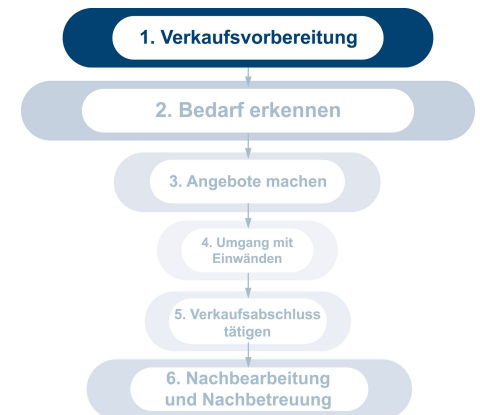 1. Verkaufsvorbereitung
2. Bedarf erkennen
3. Angebote machen
4. Umgang mit
Einwänden
5. Verkaufsabschluss
tätigen
6. Nachbearbeitung
und Nachbetreuung